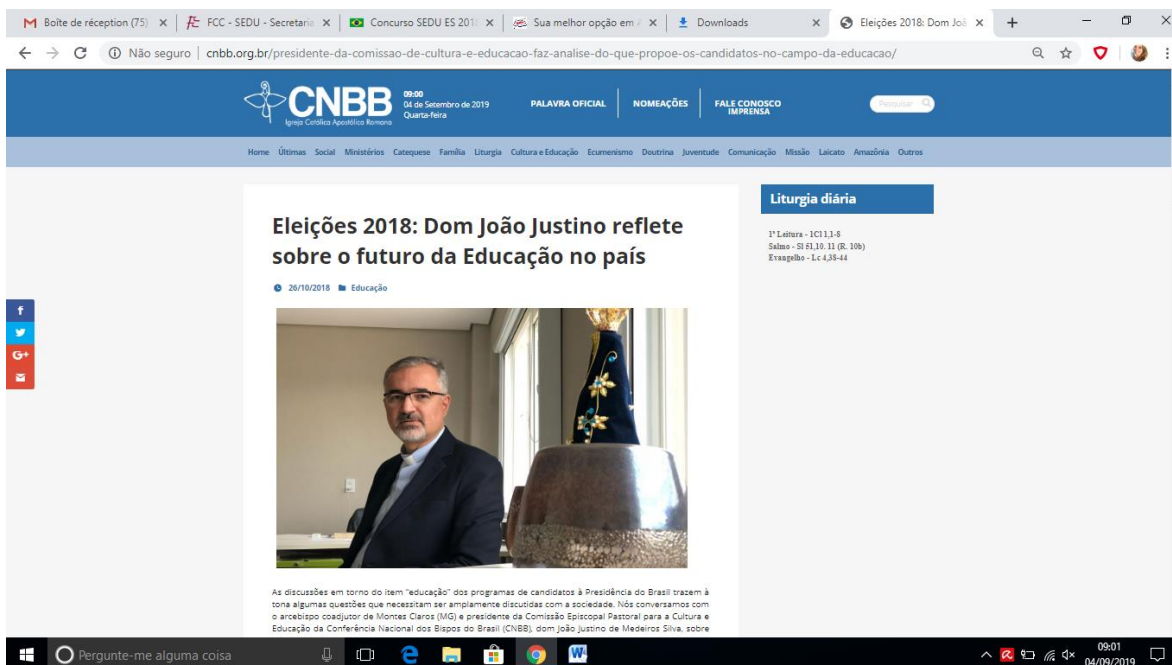 Boîte de réception (75)
FCC - SEDU - Secretaria
Concurso SEDU ES 2018
Sua melhor opção em
Downloads
Eleições 2018: Dom Joã
Não seguro | cnbb.org.br/presidente-da-comissao-de-cultura-e-educacao-faz-analise-do-que-propoe-os-candidatos-no-campo-da-educacao/
CNBB
Igreja Católica Apostólica Romana
09:00
04 de Setembro de 2019
Quarta-feira
PALAVRA OFICIAL
NOMEAÇÕES
FALE CONOSCO
IMPRENSA
Pesquisar
Home Últimas Social Ministérios Catequese Família Liturgia Cultura e Educação Ecumenismo Doutrina Juventude Comunicação Missão Laicato Amazônia Outros
Eleições 2018: Dom João Justino reflete
sobre o futuro da Educação no país
26/10/2018 Educação
Liturgia diária
1ª Leitura - 1Cl 1,1-8
Salmo - Sl 51,10. 11 (R. 10b)
Evangelho - Lc 4,38-44
f
G+
As discussões em torno do item "educação" dos programas de candidatos à Presidência do Brasil trazem à
tona algumas questões que necessitam ser amplamente discutidas com a sociedade. Nós conversamos com
o arcebispo coadjutor de Montes Claros (MG) e presidente da Comissão Episcopal Pastoral para a Cultura e
Educação da Conferência Nacional dos Bispos do Brasil (CNBB), dom João Justino de Medeiros Silva, sobre
Pergunte-me alguma coisa
09:01
04/09/2019